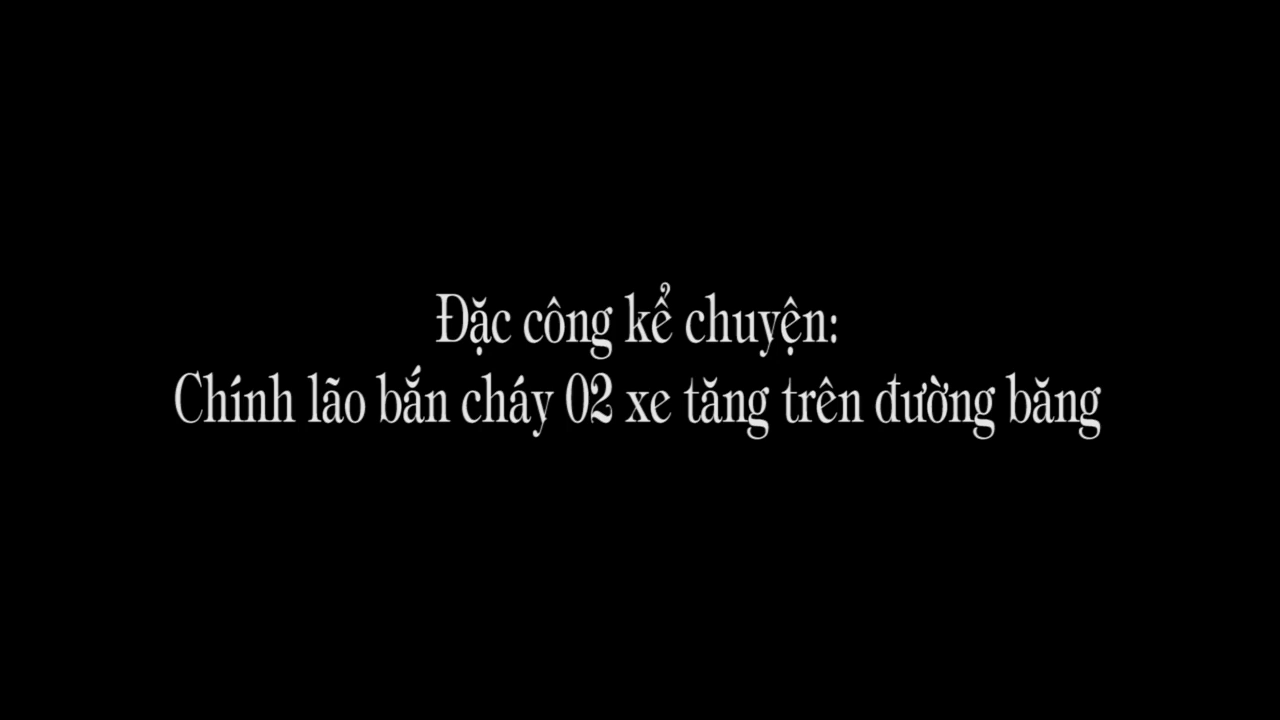 Đặc công kể chuyện:
Chính lão bắn cháy 02 xe tăng trên đường băng